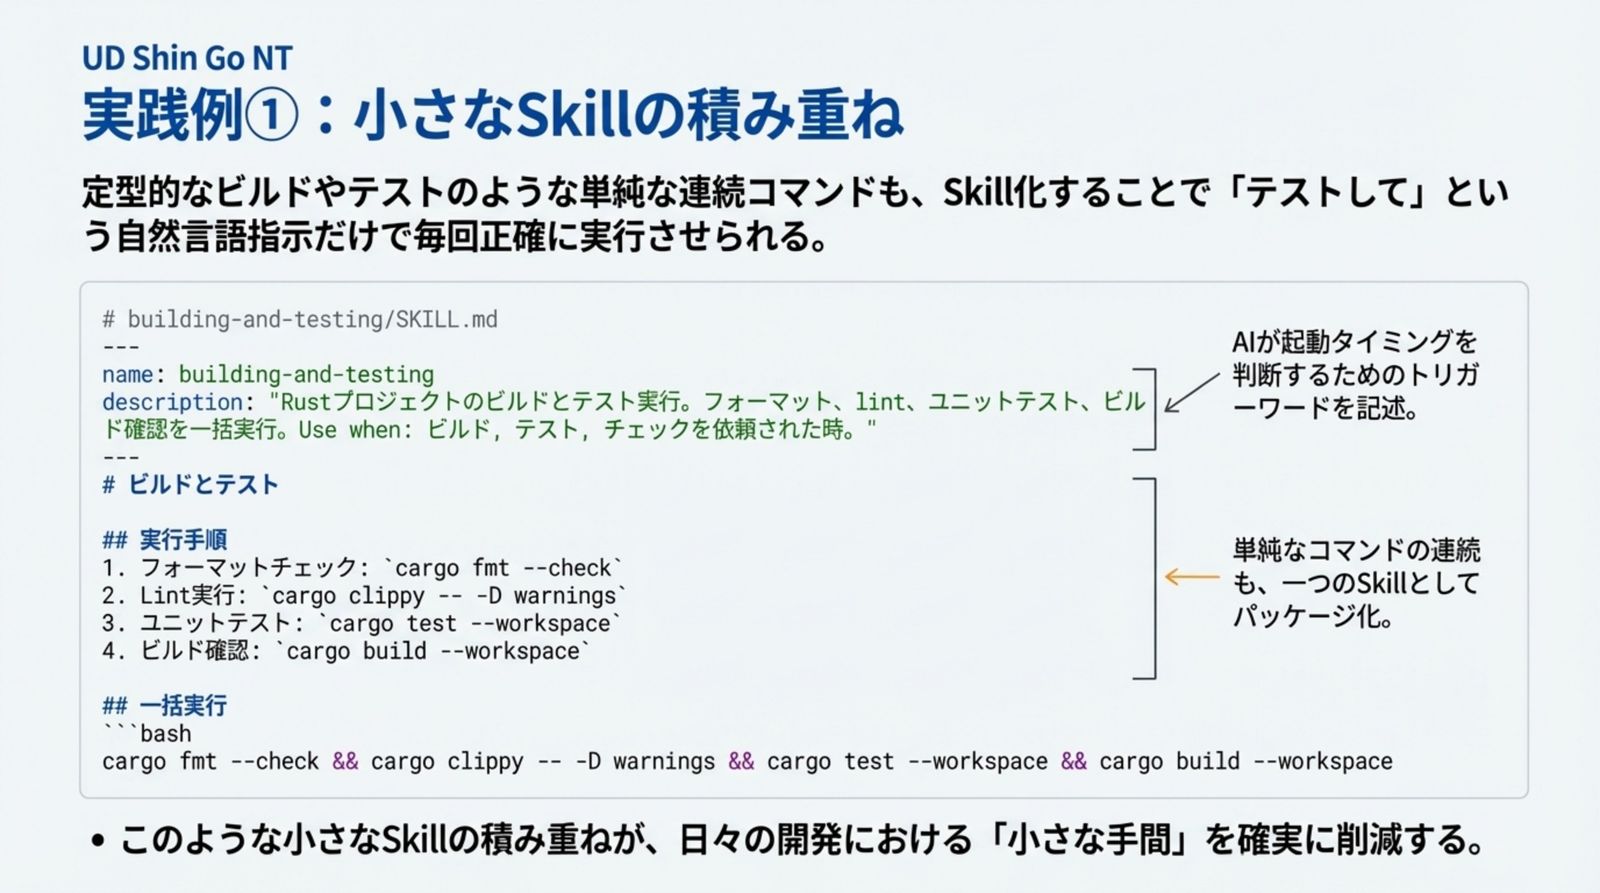 UD Shin Go NT
実践例①：小さなSkillの積み重ね
定型的なビルドやテストのような単純な連続コマンドも、Skill化することで「テストして」とい
う自然言語指示だけで毎回正確に実行させられる。
# building-and-testing/SKILL.md
---
name: building-and-testing
description: "Rustプロジェクトのビルドとテスト実行。フォーマット、lint、ユニットテスト、ビル
ド確認を一括実行。Use when: ビルド, テスト, チェックを依頼された時。"
---
# ビルドとテスト
## 実行手順
1. フォーマットチェック: `cargo fmt --check`
2. Lint実行: `cargo clippy -- -D warnings`
3. ユニットテスト: `cargo test --workspace`
4. ビルド確認: `cargo build --workspace`
## 一括実行
```bash
cargo fmt --check && cargo clippy -- -D warnings && cargo test --workspace && cargo build --workspace
AIが起動タイミングを
判断するためのトリガ
ーワードを記述。
単純なコマンドの連続
も、一つのSkillとして
パッケージ化。
• このような小さなSkillの積み重ねが、日々の開発における「小さな手間」を確実に削減する。